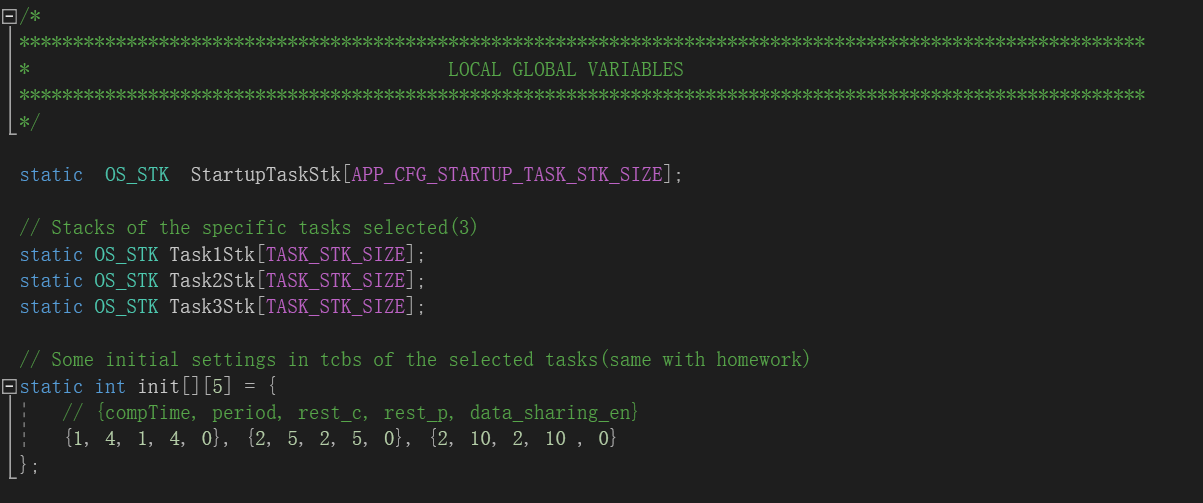 /*
*********************************************************************************************************
*                                        LOCAL GLOBAL VARIABLES
*********************************************************************************************************
*/
static  OS_STK  StartupTaskStk[APP_CFG_STARTUP_TASK_STK_SIZE];
// Stacks of the specific tasks selected(3)
static OS_STK Task1Stk[TASK_STK_SIZE];
static OS_STK Task2Stk[TASK_STK_SIZE];
static OS_STK Task3Stk[TASK_STK_SIZE];
// Some initial settings in tcbs of the selected tasks(same with homework)
static int init[][5] = {
    // {compTime, period, rest_c, rest_p, data_sharing_en}
    {1, 4, 1, 4, 0}, {2, 5, 2, 5, 0}, {2, 10, 2, 10 , 0}
};